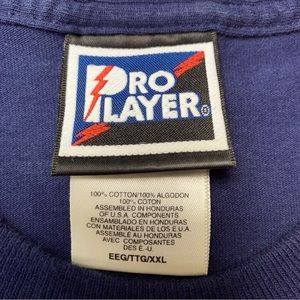 PRO
PLAYER®
100% COTTON/100% ALGODON
100% COTON
ASSEMBLED IN HONDURAS
OF U.S.A. COMPONENTS
ENSAMBLADO EN HONDURAS
CON MATERIALES DE LOS E.U.A.
ASSEMBLÉ AU HONDURAS
AVEC COMPOSANTES
DES É.-U.
EEG/TTG/XXL